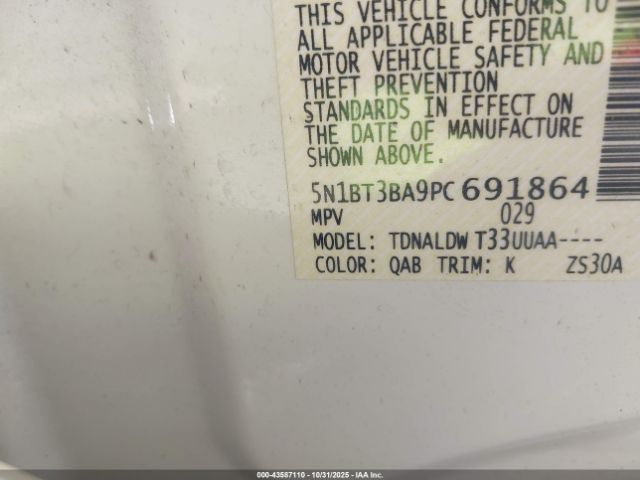 THIS VEHICLE CONFORMS TO
ALL APPLICABLE FEDERAL
MOTOR VEHICLE SAFETY AND
THEFT PREVENTION
STANDARDS IN EFFECT ON
THE DATE OF MANUFACTURE
SHOWN ABOVE.
5N1BT3BA9PC691864
MPV 029
MODEL: TDNALDW T33UUAA----
COLOR: QAB TRIM: K ZS30A
000-43587110 - 10/31/2025 - IAA Inc.